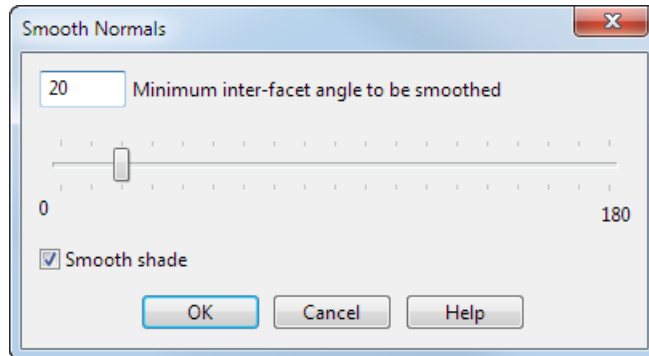 Smooth Normals
20 Minimum inter-facet angle to be smoothed
0 180
Smooth shade
OK Cancel Help